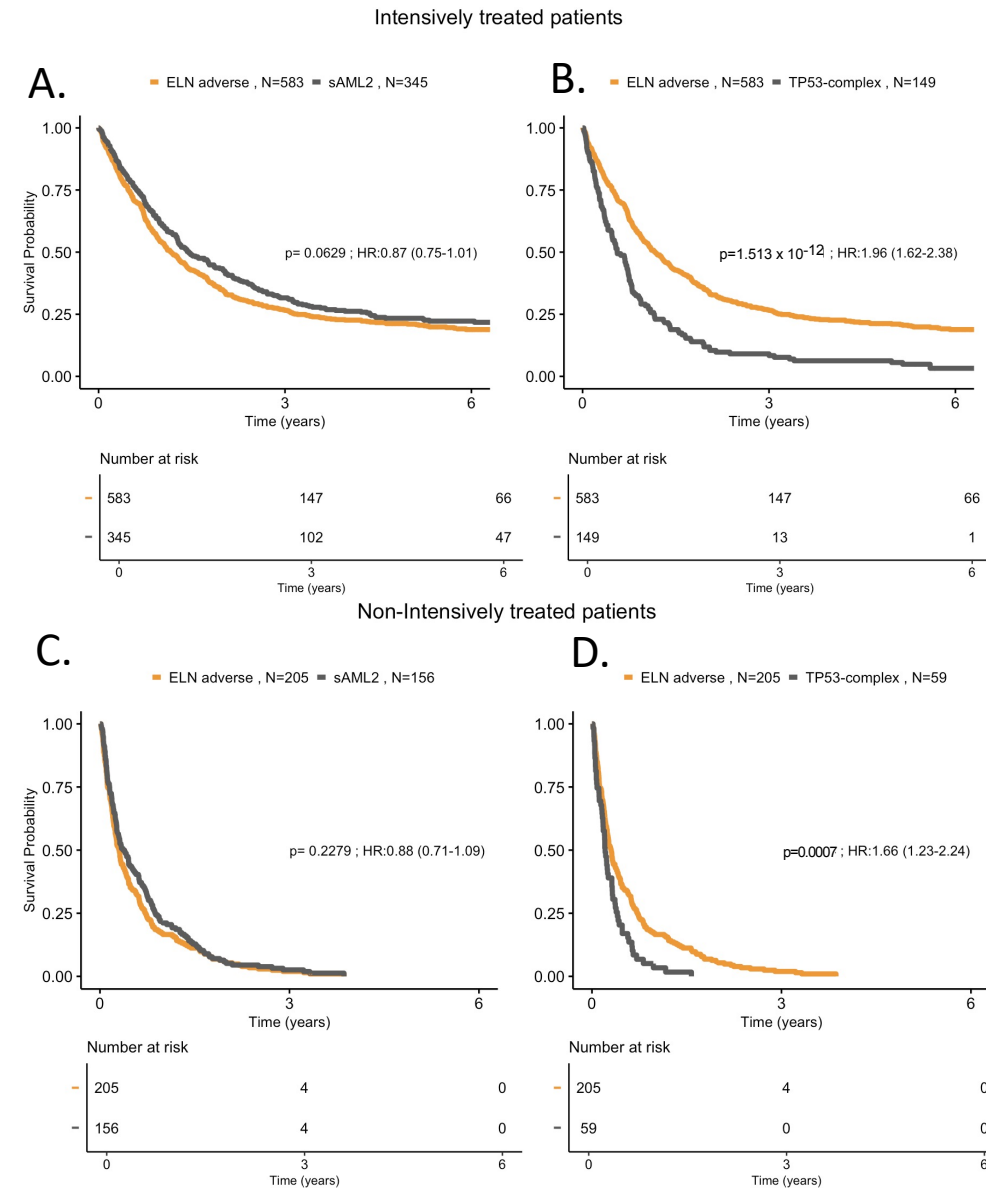 Intensively treated patients
A.
ELN adverse , N=583 sAML2 , N=345
Survival Probability
1.00
0.75
0.50
0.25
0.00
p= 0.0629 ; HR:0.87 (0.75-1.01)
0 3 6
Time (years)
Number at risk
583 147 66
345 102 47
0 3 6
Time (years)
B.
ELN adverse , N=583 TP53-complex , N=149
1.00
0.75
0.50
0.25
0.00
p=1.513 x 10-12 ; HR:1.96 (1.62-2.38)
0 3 6
Time (years)
Number at risk
583 147 66
149 13 1
0 3 6
Time (years)
Non-Intensively treated patients
C.
ELN adverse , N=205 sAML2 , N=156
Survival Probability
1.00
0.75
0.50
0.25
0.00
p= 0.2279 ; HR:0.88 (0.71-1.09)
0 3 6
Time (years)
Number at risk
205 4 0
156 4 0
0 3 6
Time (years)
D.
ELN adverse , N=205 TP53-complex , N=59
1.00
0.75
0.50
0.25
0.00
p=0.0007 ; HR:1.66 (1.23-2.24)
0 3 6
Time (years)
Number at risk
205 4 0
59 0 0
0 3 6
Time (years)